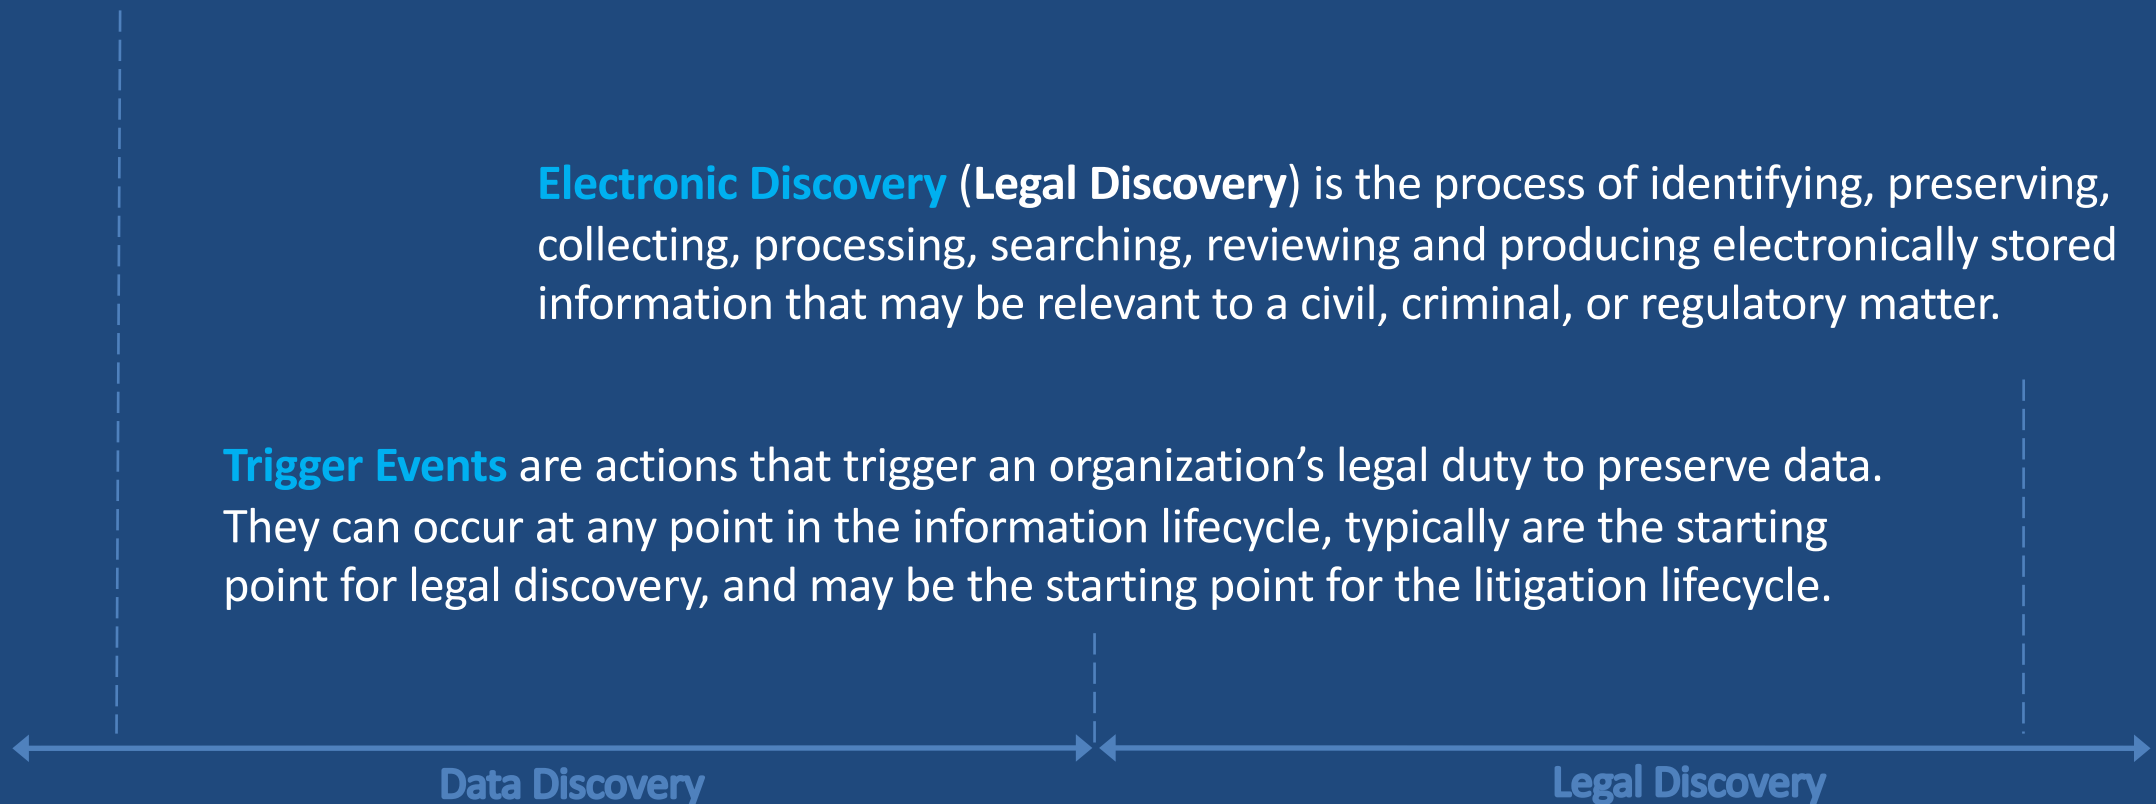 Electronic Discovery (Legal Discovery) is the process of identifying, preserving,
collecting, processing, searching, reviewing and producing electronically stored
information that may be relevant to a civil, criminal, or regulatory matter.
Trigger Events are actions that trigger an organization’s legal duty to preserve data.
They can occur at any point in the information lifecycle, typically are the starting
point for legal discovery, and may be the starting point for the litigation lifecycle.
Data Discovery
Legal Discovery